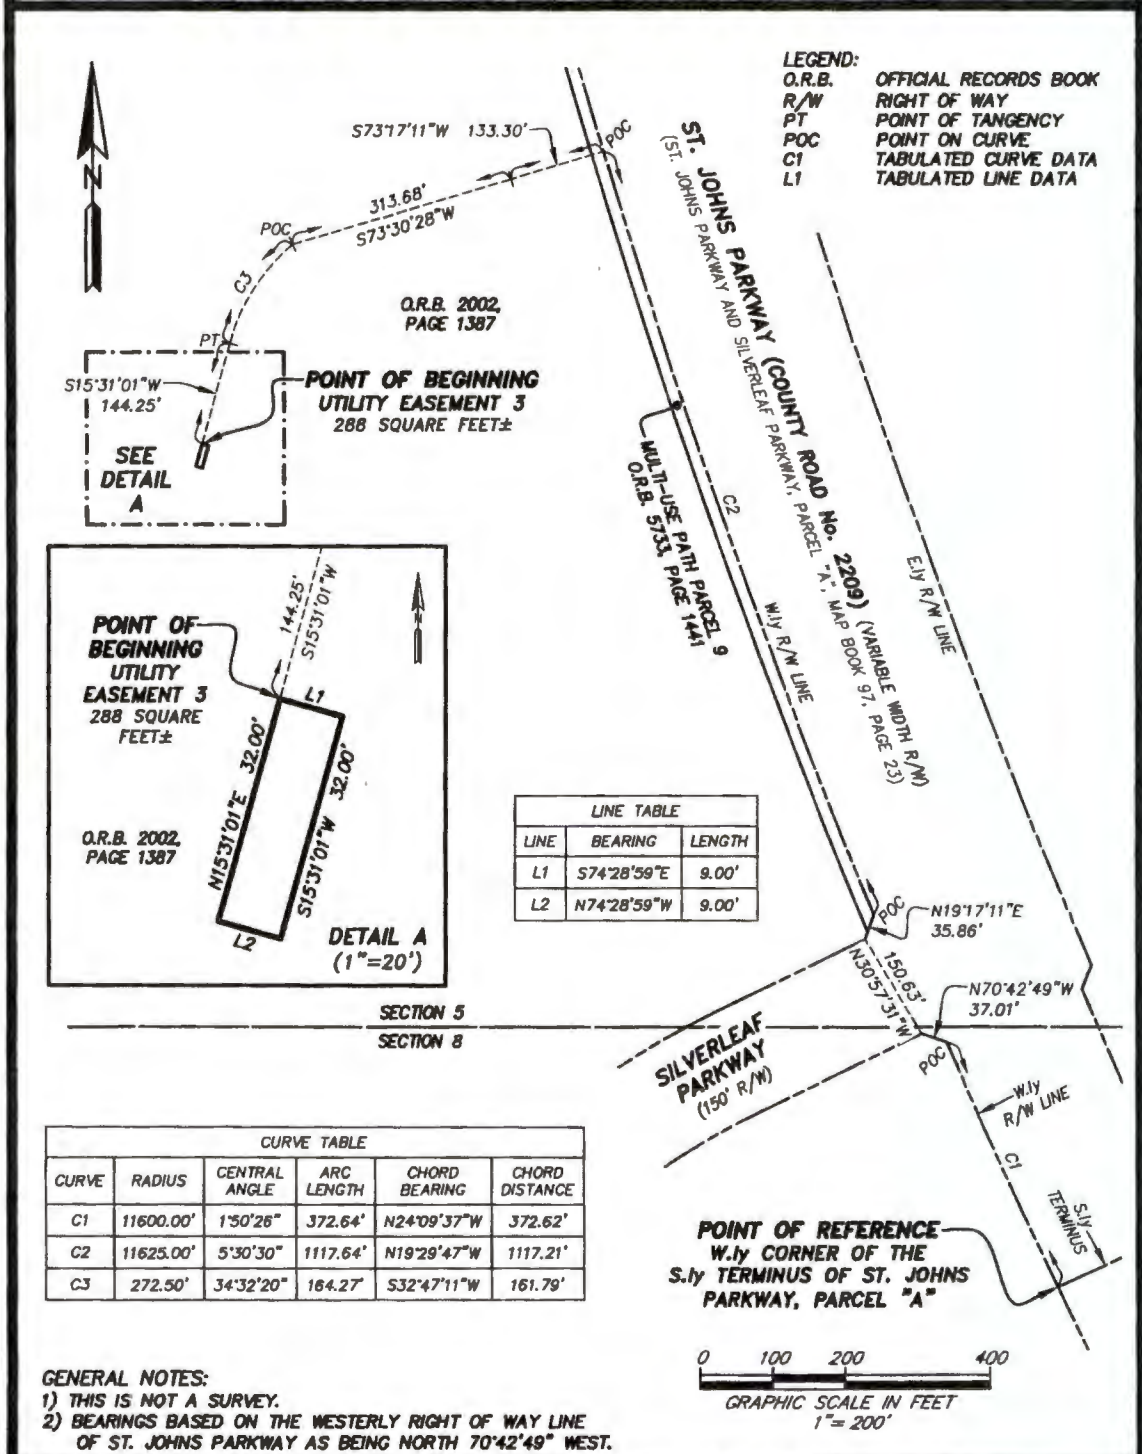 LEGEND:
O.R.B. OFFICIAL RECORDS BOOK
R/W RIGHT OF WAY
PT POINT OF TANGENCY
POC POINT ON CURVE
C1 TABULATED CURVE DATA
L1 TABULATED LINE DATA
N
S73°17'11"W 133.30'
POC
313.68'
S73°30'28"W
POC
C3
PT
O.R.B. 2002,
PAGE 1387
S15°31'01"W
144.25'
POINT OF BEGINNING
UTILITY EASEMENT 3
288 SQUARE FEET±
SEE
DETAIL
A
ST. JOHNS PARKWAY (COUNTY ROAD No. 2209) (VARIABLE WIDTH R/W)
(ST. JOHNS PARKWAY AND SILVERLEAF PARKWAY, PARCEL "A", MAP BOOK 97, PAGE 23)
MULTI-USE PATH PARCEL 9
O.R.B. 5733, PAGE 1441
C2
W.ly R/W LINE
E.ly R/W LINE
144.25'
S15°31'01"W
POINT OF
BEGINNING
UTILITY
EASEMENT 3
288 SQUARE
FEET±
L1
N15°31'01"E 32.00'
S15°31'01"W 32.00'
O.R.B. 2002,
PAGE 1387
L2
DETAIL A
(1"=20')
LINE TABLE
LINE BEARING LENGTH
L1 S74°28'59"E 9.00'
L2 N74°28'59"W 9.00'
POC
N19°17'11"E
35.86'
150.63'
N30°57'31"W
N70°42'49"W
37.01'
SECTION 5
SECTION 8
SILVERLEAF
PARKWAY
(150' R/W)
POC
W.ly
R/W LINE
C1
S.ly
TERMINUS
CURVE TABLE
CURVE RADIUS CENTRAL ANGLE ARC LENGTH CHORD BEARING CHORD DISTANCE
C1 11600.00' 1°50'26" 372.64' N24°09'37"W 372.62'
C2 11625.00' 5°30'30" 1117.64' N19°29'47"W 1117.21'
C3 272.50' 34°32'20" 164.27' S32°47'11"W 161.79'
POINT OF REFERENCE
W.ly CORNER OF THE
S.ly TERMINUS OF ST. JOHNS
PARKWAY, PARCEL "A"
0 100 200 400
GRAPHIC SCALE IN FEET
1"= 200'
GENERAL NOTES:
1) THIS IS NOT A SURVEY.
2) BEARINGS BASED ON THE WESTERLY RIGHT OF WAY LINE
OF ST. JOHNS PARKWAY AS BEING NORTH 70°42'49" WEST.